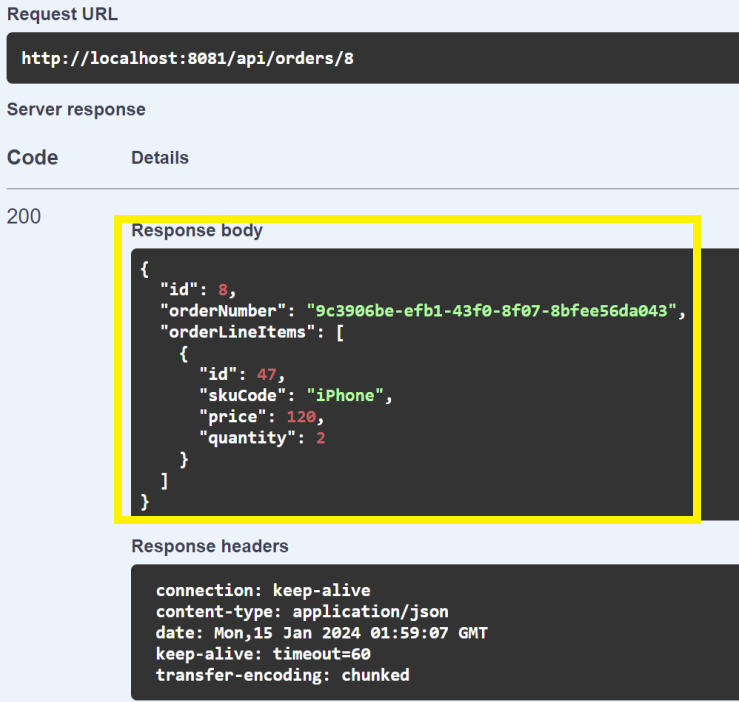 Request URL
http://localhost:8081/api/orders/8
Server response
Code Details
200
Response body
{
"id": 8,
"orderNumber": "9c3906be-efb1-43f0-8f07-8bfee56da043",
"orderLineItems": [
{
"id": 47,
"skuCode": "iPhone",
"price": 120,
"quantity": 2
}
]
}
Response headers
connection: keep-alive
content-type: application/json
date: Mon,15 Jan 2024 01:59:07 GMT
keep-alive: timeout=60
transfer-encoding: chunked